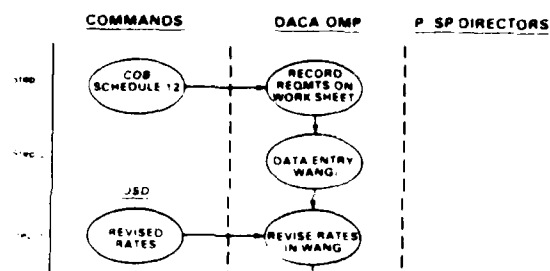 COMMANDS DACA OMP P SP DIRECTORS
COB
SCHEDULE 12
RECORD
REQMTS ON
WORK SHEET
DATA ENTRY
WANG
REVISED
RATES
REVISE RATES
IN WANG